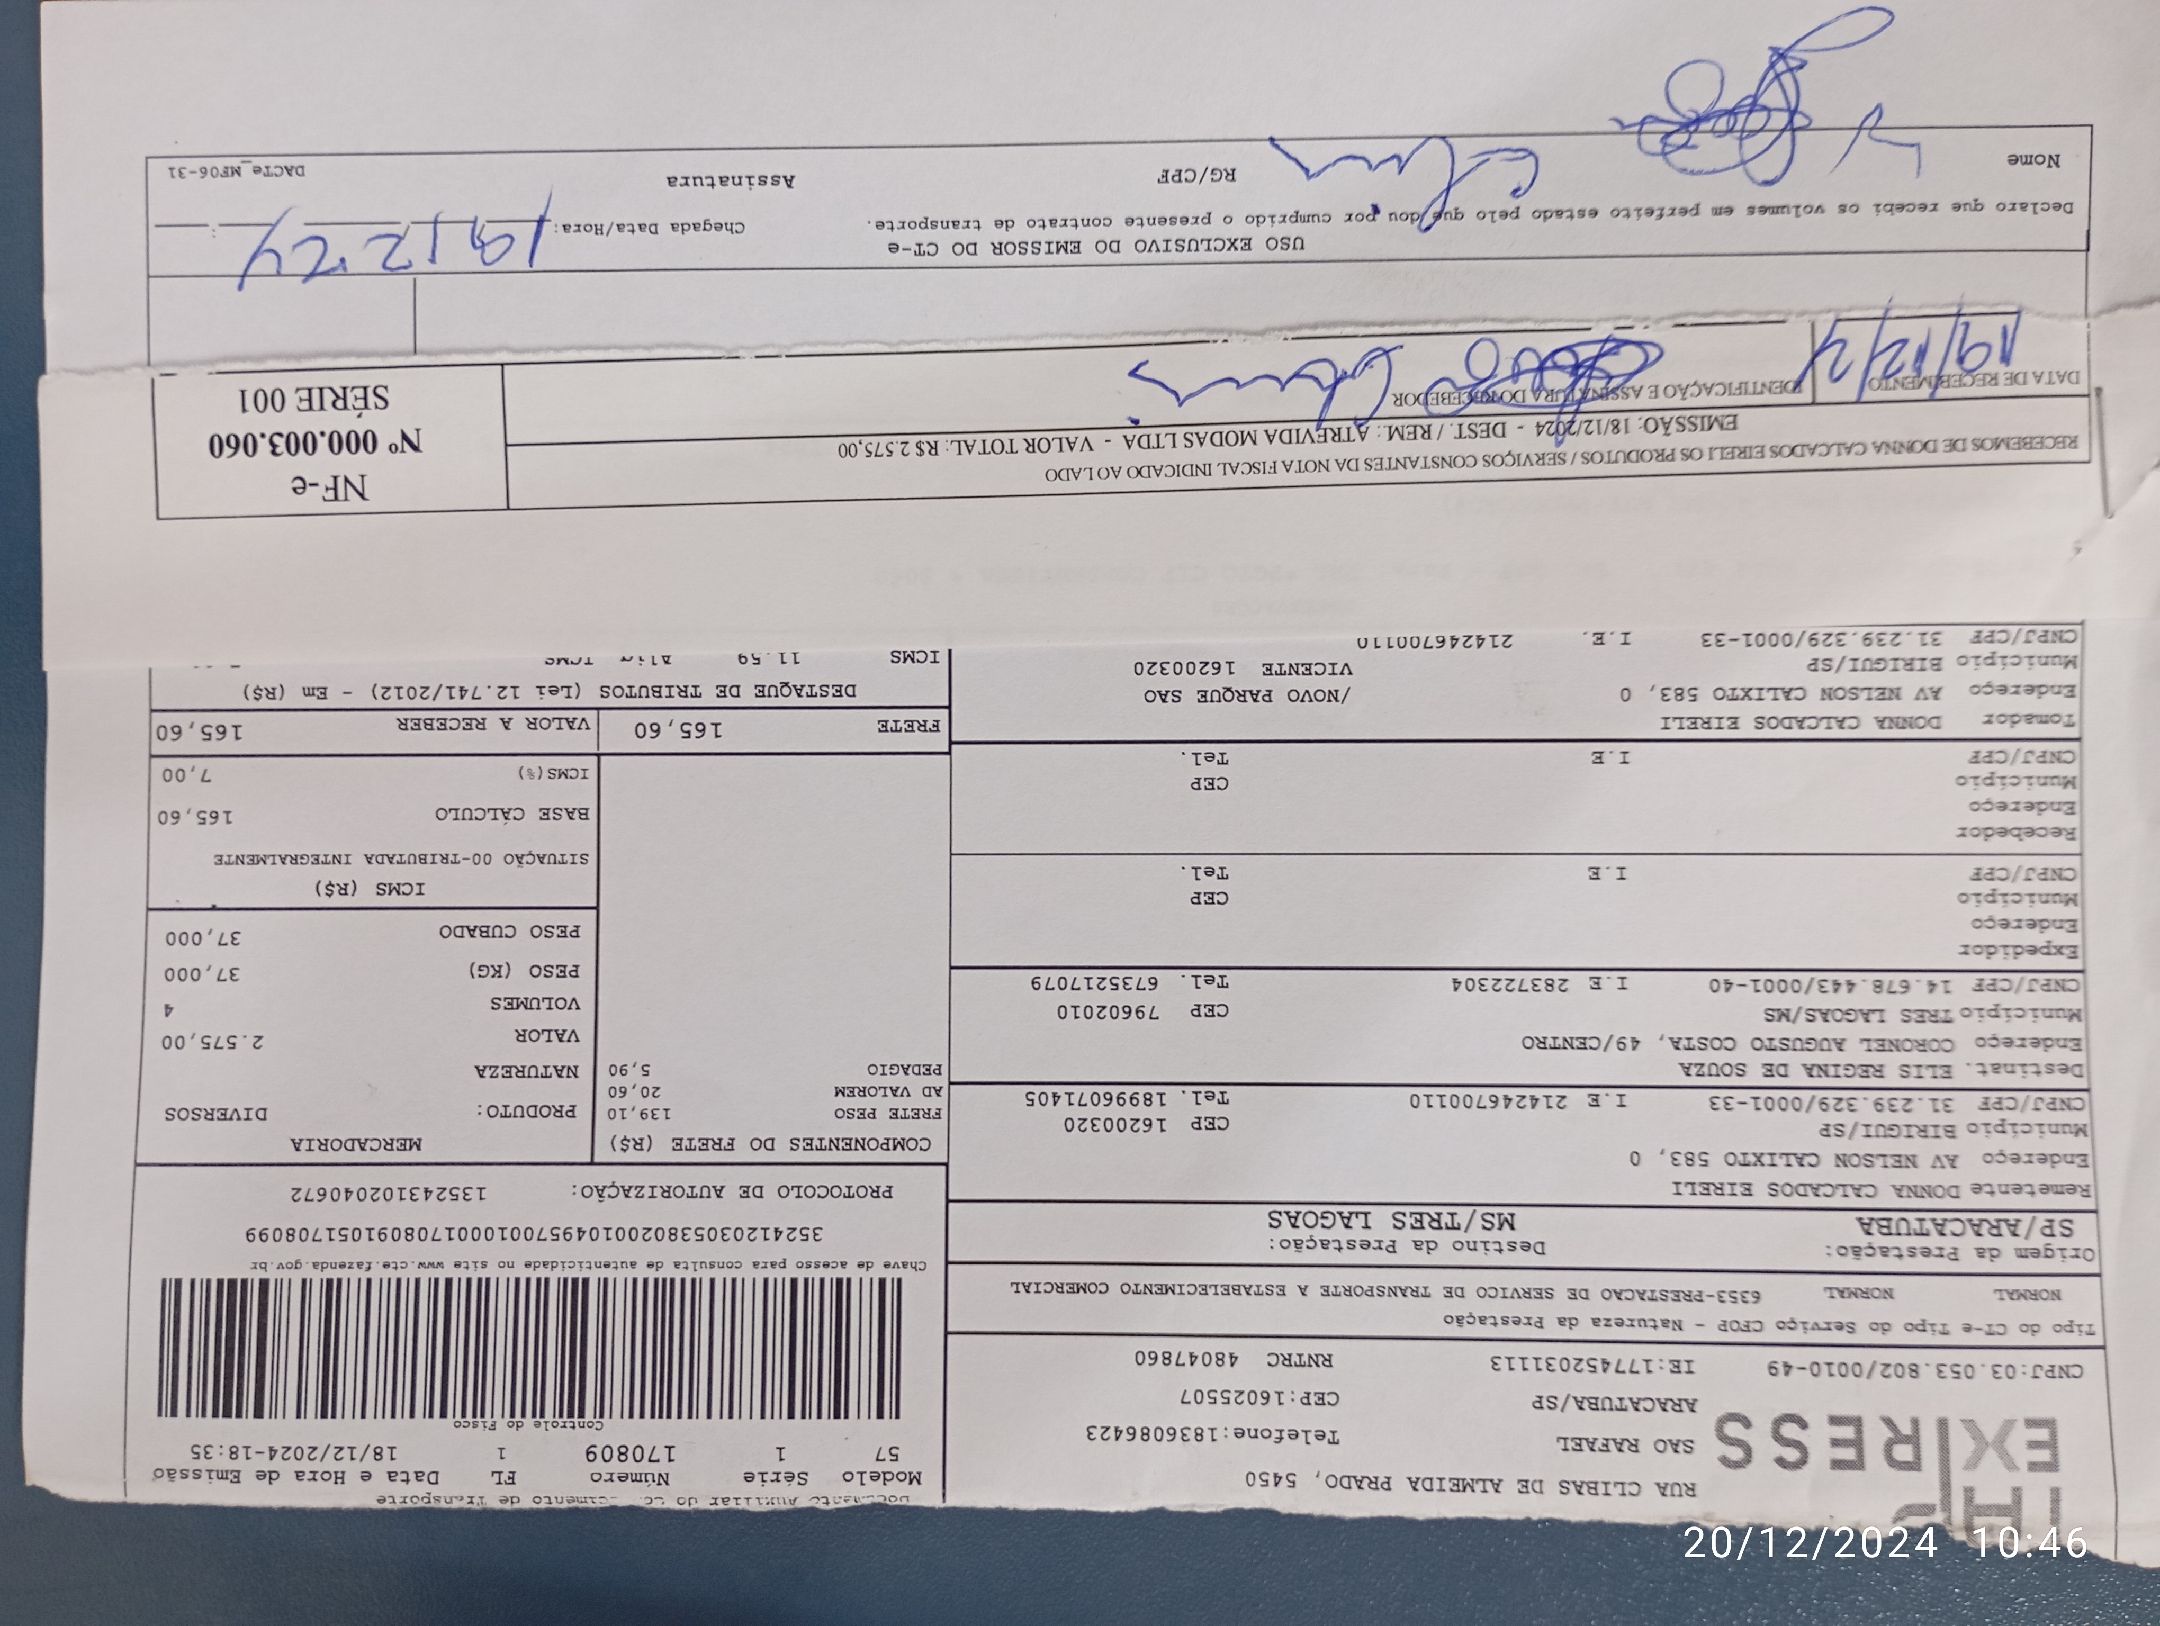 Documento Auxiliar do Conhecimento de Transporte
EXPRESS
RUA CLIBAS DE ALMEIDA PRADO, 5450
SAO RAFAEL Telefone:1836086423
ARACATUBA/SP CEP:16025507
CNPJ:03.053.802/0010-49 IE:177452031113 RNTRC 48047860
Modelo Série Número FL Data e Hora de Emissão
57 1 170809 1 18/12/2024-18:35
Controle do Fisco
Tipo do CT-e Tipo do Serviço CFOP - Natureza da Prestação
NORMAL NORMAL 6353-PRESTACAO DE SERVICO DE TRANSPORTE A ESTABELECIMENTO COMERCIAL
Chave de acesso para consulta de autenticidade no site www.cte.fazenda.gov.br
35241203053802001049570010001708091051708099
Origem da Prestação: Destino da Prestação:
SP/ARACATUBA MS/TRES LAGOAS
PROTOCOLO DE AUTORIZAÇÃO: 135243102040672
Remetente DONNA CALCADOS EIRELI
Endereço AV NELSON CALIXTO 583, 0
Município BIRIGUI/SP CEP 16200320
CNPJ/CPF 31.239.329/0001-33 I.E 214246700110 Tel. 18996071405
Destinat. ELIS REGINA DE SOUZA
Endereço CORONEL AUGUSTO COSTA, 49/CENTRO
Município TRES LAGOAS/MS CEP 79602010
CNPJ/CPF 14.678.443/0001-40 I.E 283722304 Tel. 6735217079
Expedidor
Endereço
Município CEP
CNPJ/CPF I.E Tel.
Recebedor
Endereço
Município CEP
CNPJ/CPF I.E Tel.
Tomador DONNA CALCADOS EIRELI
Endereço AV NELSON CALIXTO 583, 0 /NOVO PARQUE SAO
Município BIRIGUI/SP VICENTE 16200320
CNPJ/CPF 31.239.329/0001-33 I.E. 214246700110
COMPONENTES DO FRETE (R$)
FRETE PESO 139,10
AD VALOREM 20,60
PEDAGIO 5,90
MERCADORIA
PRODUTO: DIVERSOS
NATUREZA
VALOR 2.575,00
VOLUMES 4
PESO (KG) 37,000
PESO CUBADO 37,000
ICMS (R$)
SITUAÇÃO 00-TRIBUTADA INTEGRALMENTE
BASE CÁLCULO 165,60
ICMS(%) 7,00
FRETE 165,60 VALOR A RECEBER 165,60
DESTAQUE DE TRIBUTOS (Lei 12.741/2012) - Em (R$)
ICMS 11.59 Aliq ICMS
RECEBEMOS DE DONNA CALCADOS EIRELI OS PRODUTOS / SERVIÇOS CONSTANTES DA NOTA FISCAL INDICADO AO LADO
EMISSÃO: 18/12/2024 - DEST. / REM.: ATREVIDA MODAS LTDA - VALOR TOTAL: R$ 2.575,00
DATA DE RECEBIMENTO IDENTIFICAÇÃO E ASSINATURA DO RECEBEDOR
19/12/24
NF-e
Nº 000.003.060
SÉRIE 001
USO EXCLUSIVO DO EMISSOR DO CT-e
Declaro que recebi os volumes em perfeito estado pelo que dou por cumprido o presente contrato de transporte.
Chegada Data/Hora: 19 12 24
Nome RG/CPF Assinatura
DACTe_MF06-31
20/12/2024 10:46